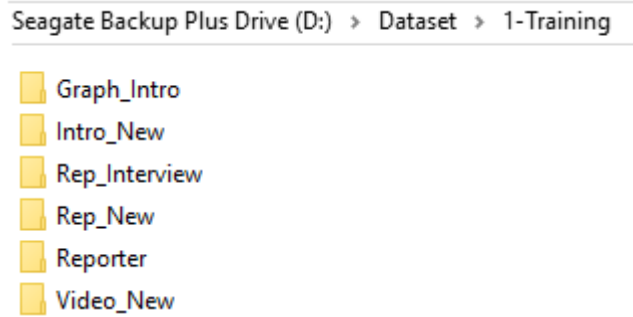 Seagate Backup Plus Drive (D:) > Dataset > 1-Training
Graph_Intro
Intro_New
Rep_Interview
Rep_New
Reporter
Video_New